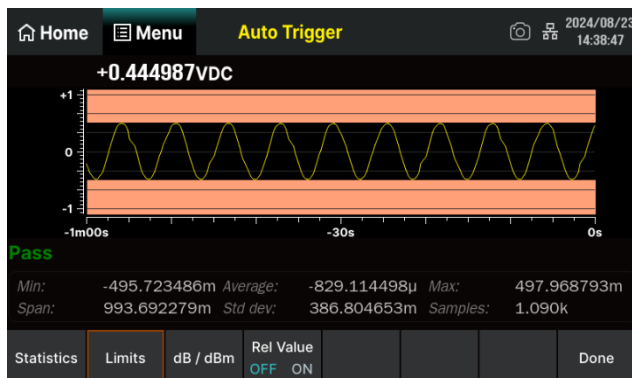 Home Menu Auto Trigger 2024/08/23
14:38:47
+0.444987VDC
+1
0
-1
-1m00s -30s 0s
Pass
Min: -495.723486m Average: -829.114498µ Max: 497.968793m
Span: 993.692279m Std dev: 386.804653m Samples: 1.090k
Statistics Limits dB / dBm Rel Value Done
OFF ON